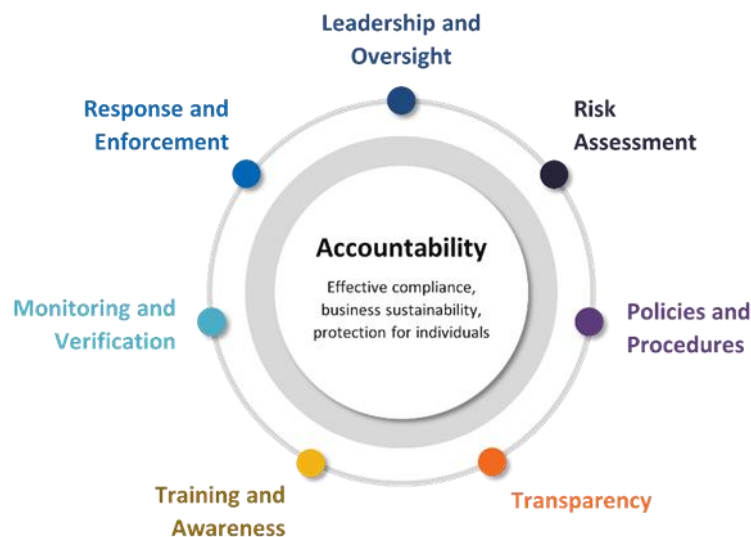 Leadership and
Oversight
Risk
Assessment
Policies and
Procedures
Transparency
Training and
Awareness
Monitoring and
Verification
Response and
Enforcement
Accountability
Effective compliance,
business sustainability,
protection for individuals